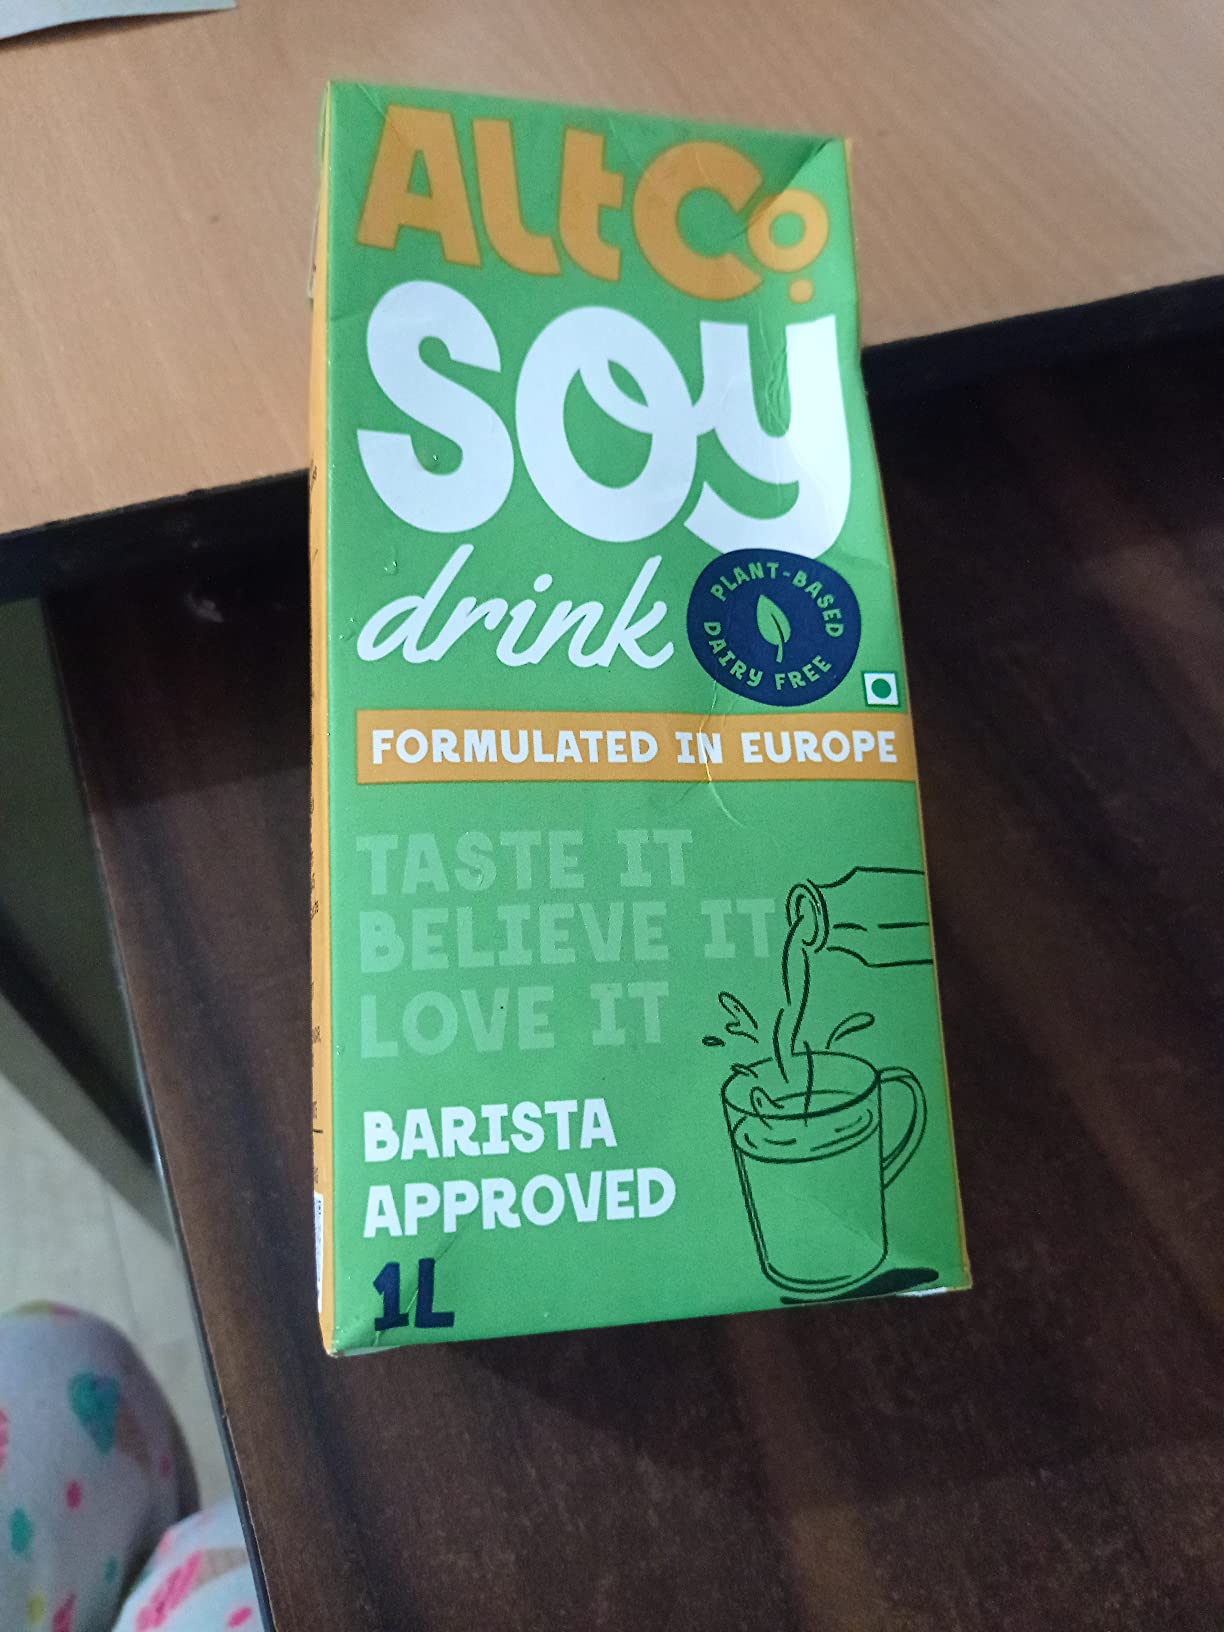 ALtCo.
SOY
drink
PLANT-BASED
DAIRY FREE
FORMULATED IN EUROPE
TASTE IT
BELIEVE IT
LOVE IT
BARISTA
APPROVED
1L